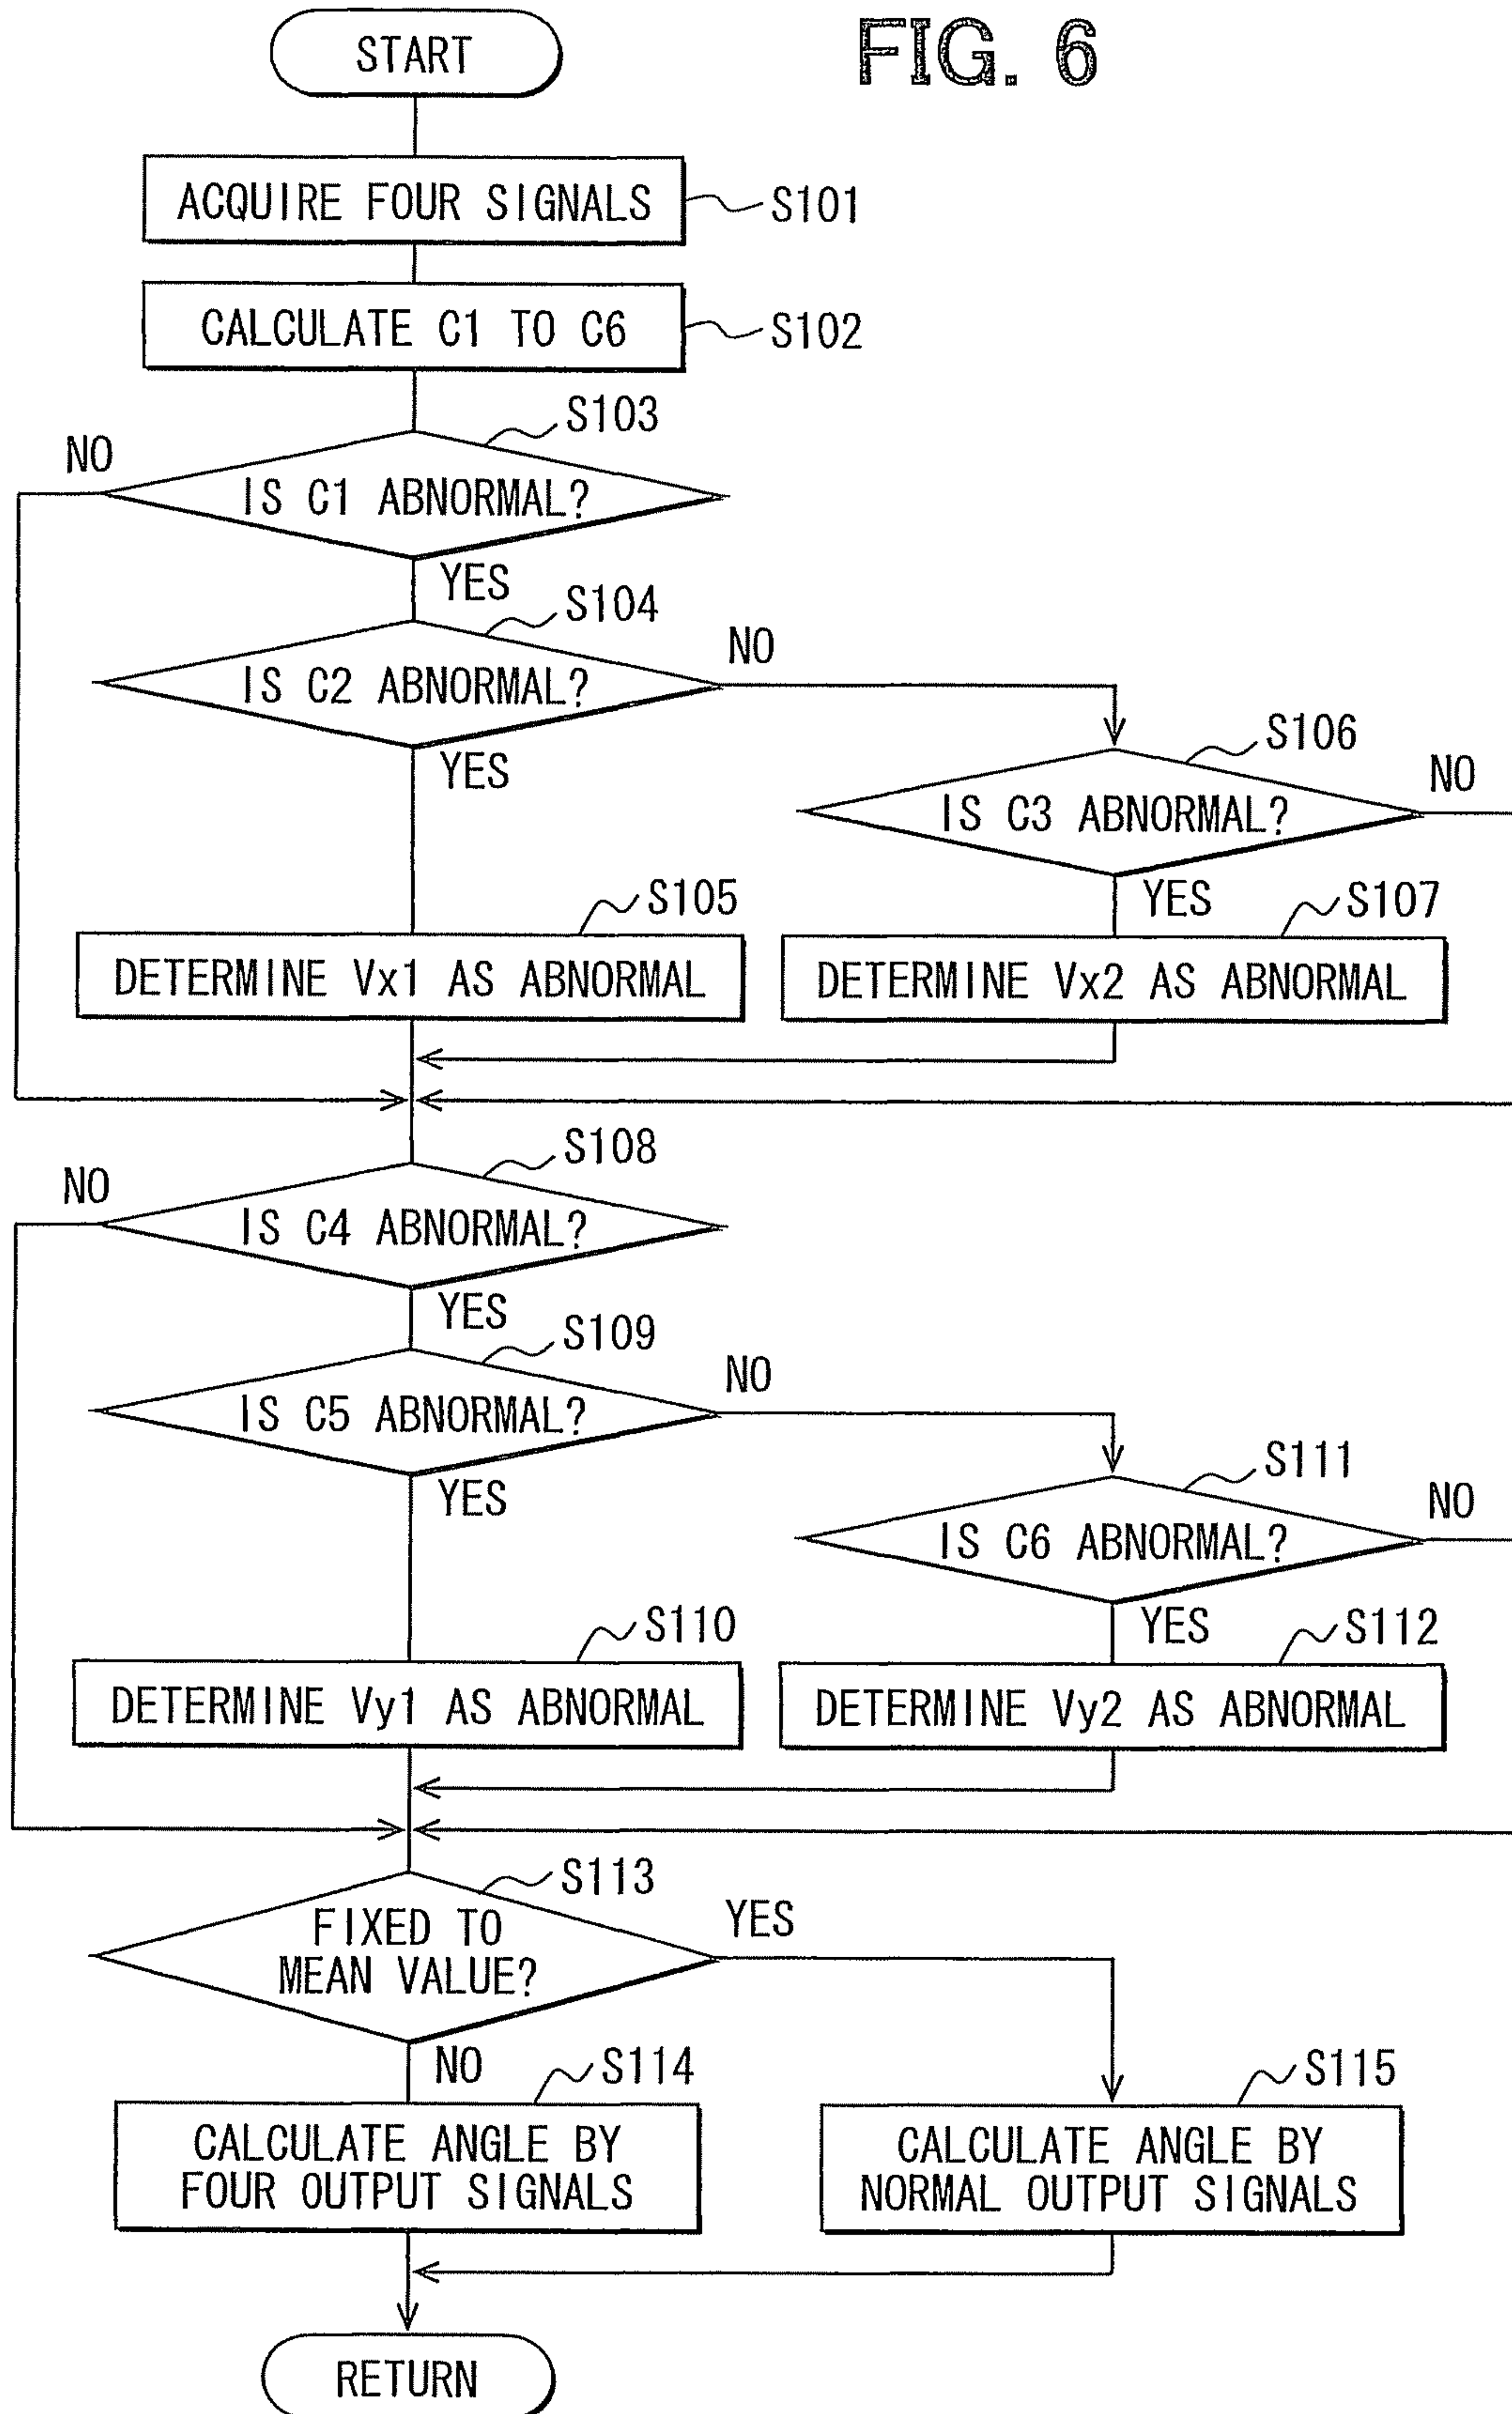 FIG. 6
START
ACQUIRE FOUR SIGNALS
S101
CALCULATE C1 TO C6
S102
S103
NO
IS C1 ABNORMAL?
YES
S104
NO
IS C2 ABNORMAL?
YES
S106
NO
IS C3 ABNORMAL?
YES
S105
S107
DETERMINE Vx1 AS ABNORMAL
DETERMINE Vx2 AS ABNORMAL
S108
NO
IS C4 ABNORMAL?
YES
S109
NO
IS C5 ABNORMAL?
YES
S111
NO
IS C6 ABNORMAL?
YES
S110
S112
DETERMINE Vy1 AS ABNORMAL
DETERMINE Vy2 AS ABNORMAL
S113
YES
FIXED TO
MEAN VALUE?
NO
S114
S115
CALCULATE ANGLE BY
FOUR OUTPUT SIGNALS
CALCULATE ANGLE BY
NORMAL OUTPUT SIGNALS
RETURN